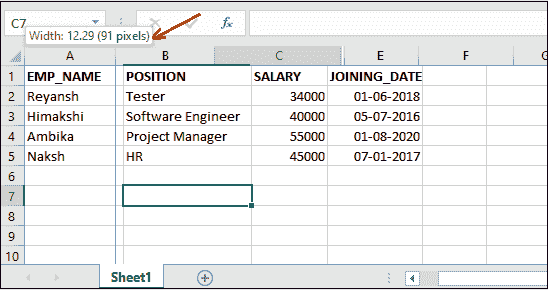 C7
Width: 12.29 (91 pixels)
fx
A B C E F
1 EMP_NAME POSITION SALARY JOINING_DATE
2 Reyansh Tester 34000 01-06-2018
3 Himakshi Software Engineer 40000 05-07-2016
4 Ambika Project Manager 55000 01-08-2020
5 Naksh HR 45000 07-01-2017
6
7
8
9
10
Sheet1